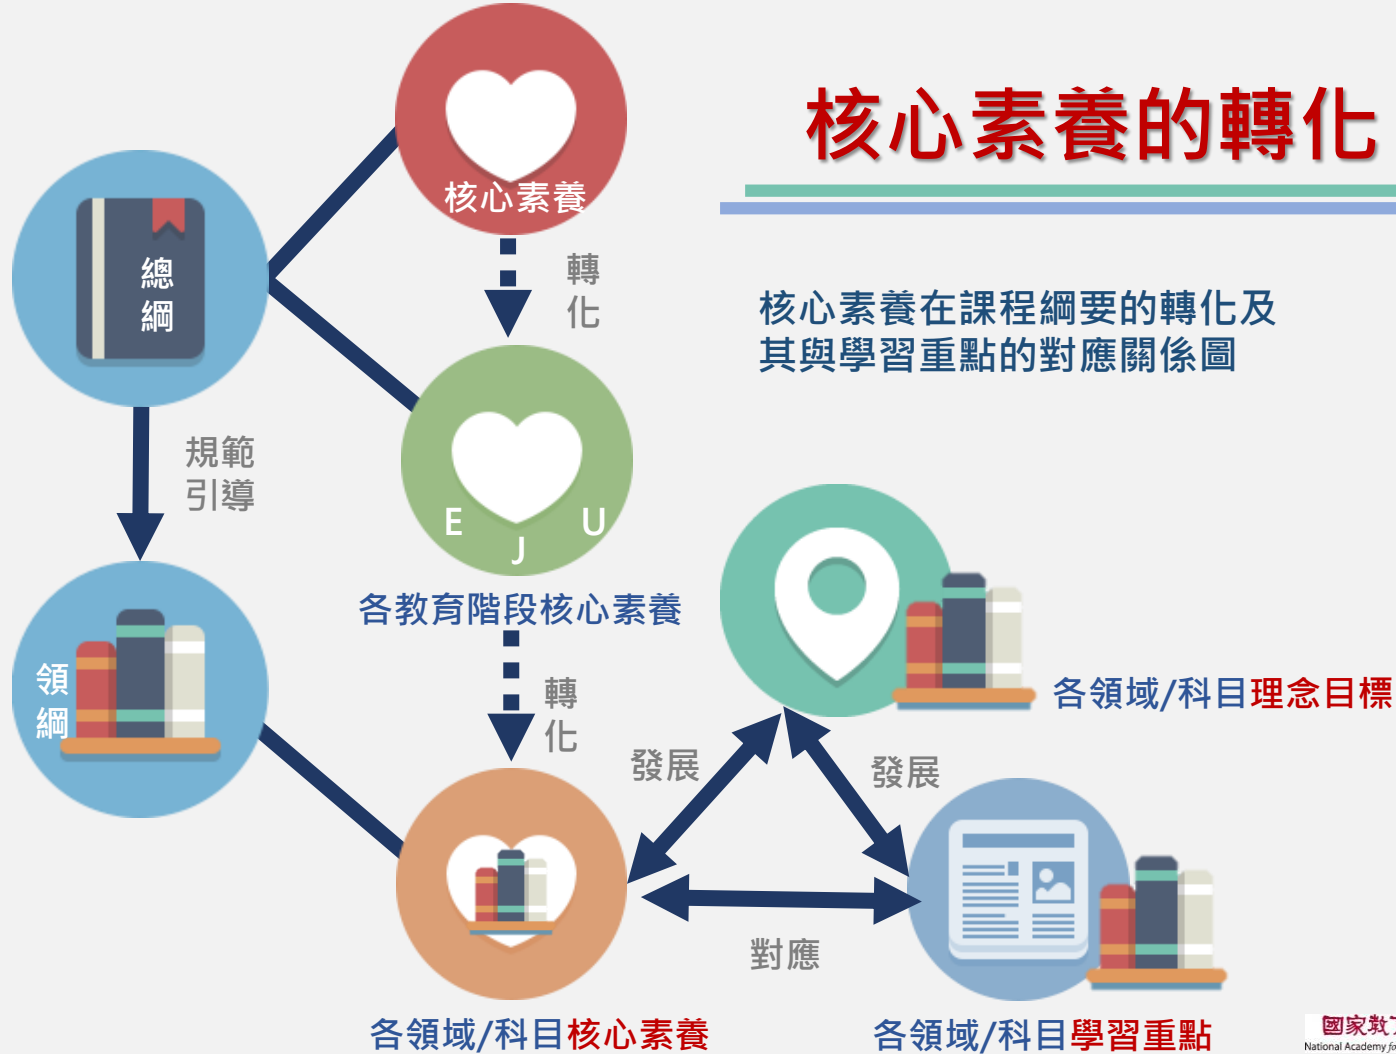 核心素養的轉化
核心素養在課程綱要的轉化及
其與學習重點的對應關係圖
核心素養
總
綱
轉
化
規範
引導
E
J
U
各教育階段核心素養
領
綱
轉
化
各領域/科目理念目標
發展
發展
對應
各領域/科目核心素養
各領域/科目學習重點
國家教
National Academy for